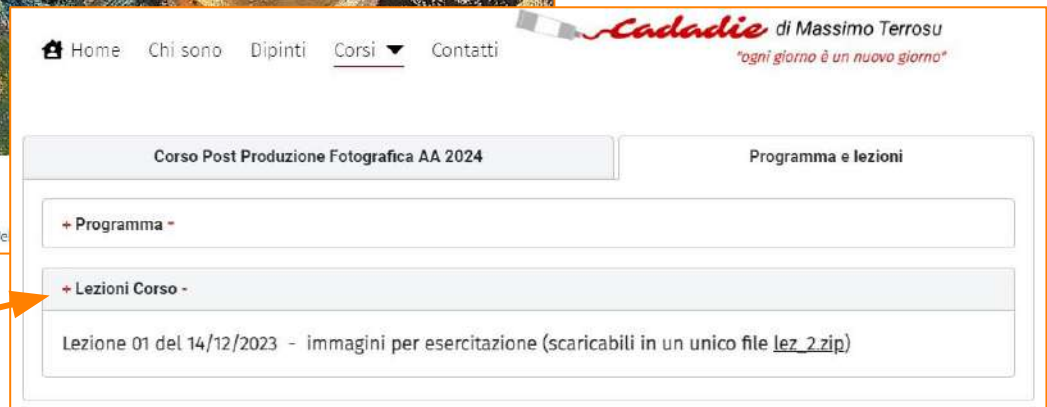 Home Chi sono Dipinti Corsi Contatti
Cadadie di Massimo Terrosu
"ogni giorno è un nuovo giorno"
Corso Post Produzione Fotografica AA 2024
Programma e lezioni
+ Programma -
+ Lezioni Corso -
Lezione 01 del 14/12/2023 - immagini per esercitazione (scaricabili in un unico file lez_2.zip)